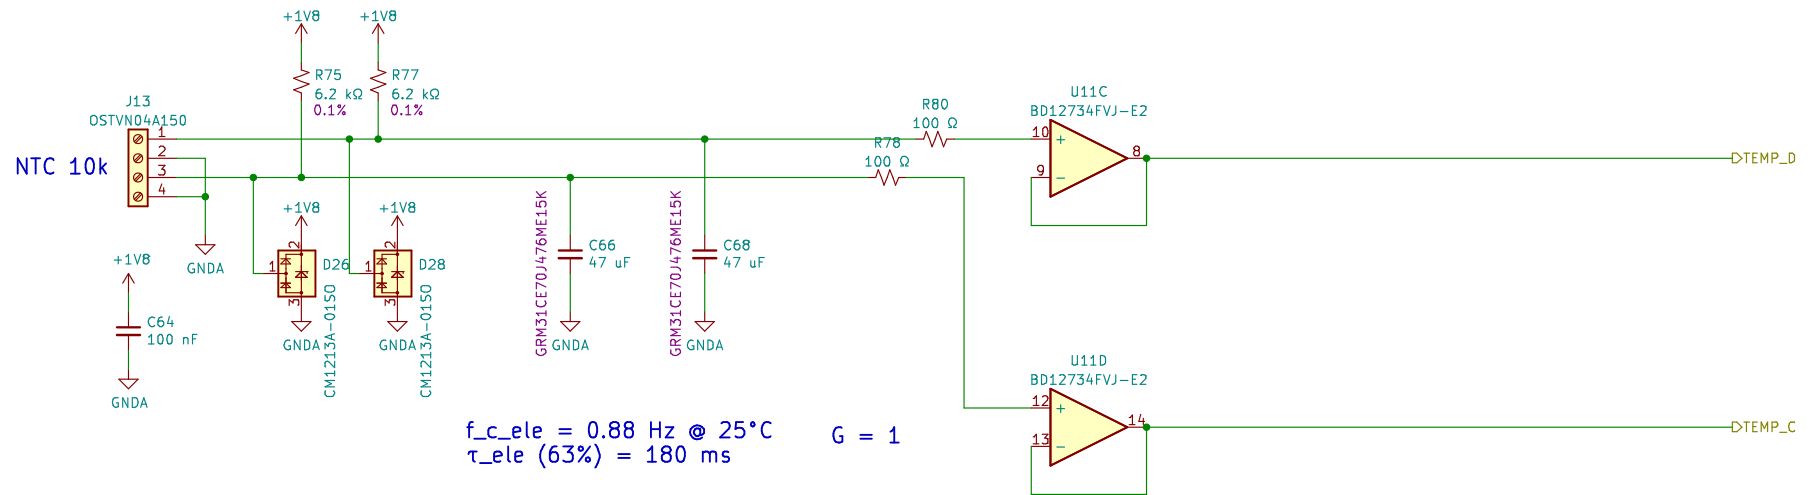 +1V8
+1V8
R75
6.2 kΩ
0.1%
R77
6.2 kΩ
0.1%
J13
OSTVN04A150
1
2
3
4
NTC 10k
GNDA
+1V8
C64
100 nF
GNDA
+1V8
2
1
3
D26
CM1213A-01SO
GNDA
+1V8
2
1
3
D28
CM1213A-01SO
GNDA
GRM31CE70J476ME15K
C66
47 uF
GNDA
GRM31CE70J476ME15K
C68
47 uF
GNDA
R80
100 Ω
R78
100 Ω
U11C
BD12734FVJ-E2
10
+
9
−
8
TEMP_D
U11D
BD12734FVJ-E2
12
+
13
−
14
TEMP_C
f_c_ele = 0.88 Hz @ 25°C
τ_ele (63%) = 180 ms
G = 1